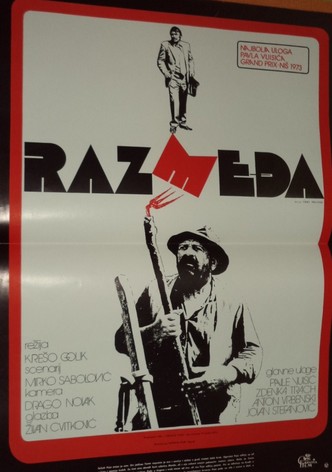 NAJBOLJA ULOGA
PAVLA VUISIĆA
GRAND PRIX-NIŠ 1973
RAZMEĐA
režija
KREŠO GOLIK
scenarij
MIRKO SABOLOVIĆ
kamera
DRAGO NOVAK
glazba
ŽIVAN CVITKOVIĆ
glavne uloge
PAVLE VUISIĆ
ZDENKA TRACH
ANTON VRBENSKI
JOVAN STEFANOVIĆ